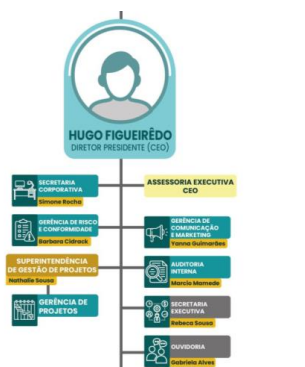 HUGO FIGUEIRÊDO
DIRETOR PRESIDENTE (CEO)
SECRETARIA
CORPORATIVA
Simone Rocha
ASSESSORIA EXECUTIVA
CEO
GERÊNCIA DE RISCO
E CONFORMIDADE
Barbara Cidrack
GERÊNCIA DE
COMUNICAÇÃO
E MARKETING
Yanna Guimarães
SUPERINTENDÊNCIA
DE GESTÃO DE PROJETOS
Nathalie Sousa
AUDITORIA
INTERNA
Marcio Mamede
GERÊNCIA DE
PROJETOS
SECRETARIA
EXECUTIVA
Rebeca Sousa
OUVIDORIA
Gabriela Alves